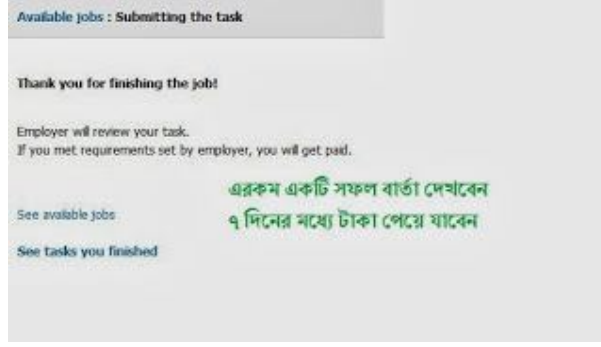 Available jobs : Submitting the task
Thank you for finishing the job!
Employer will review your task.
If you met requirements set by employer, you will get paid.
এরকম একটি সফল বার্তা দেখবেন
৭ দিনের মধ্যে টাকা পেয়ে যাবেন
See available jobs
See tasks you finished